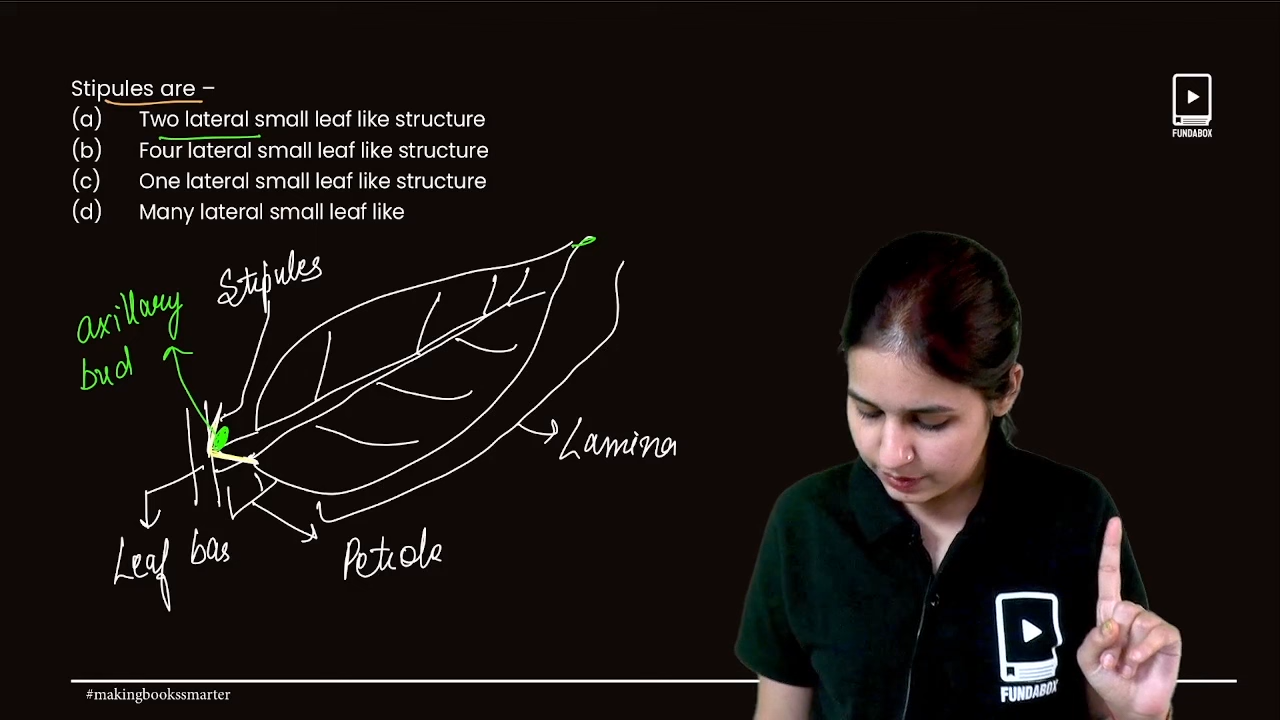 Stipules are –
(a) Two lateral small leaf like structure
(b) Four lateral small leaf like structure
(c) One lateral small leaf like structure
(d) Many lateral small leaf like
FUNDABOX
Stipules
axillary
bud
Lamina
Leaf bas
Petiole
FUNDABOX
#makingbookssmarter